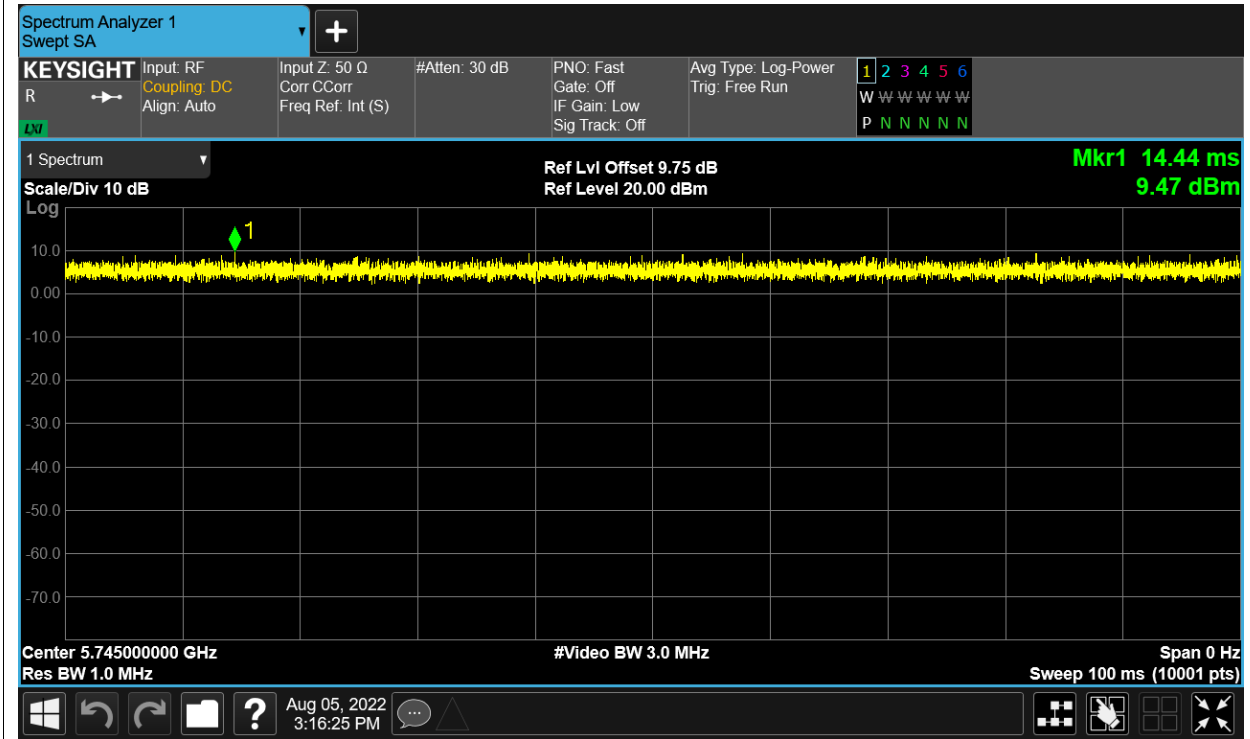 Spectrum Analyzer 1
Swept SA
+
KEYSIGHT Input: RF Input Z: 50 Ω #Atten: 30 dB PNO: Fast Avg Type: Log-Power 1 2 3 4 5 6
R Coupling: DC Corr CCorr Gate: Off Trig: Free Run W W W W W W
Align: Auto Freq Ref: Int (S) IF Gain: Low
LXI Sig Track: Off P N N N N N
1 Spectrum Ref Lvl Offset 9.75 dB Mkr1 14.44 ms
Scale/Div 10 dB Ref Level 20.00 dBm 9.47 dBm
Log
1
10.0
0.00
-10.0
-20.0
-30.0
-40.0
-50.0
-60.0
-70.0
Center 5.745000000 GHz #Video BW 3.0 MHz Span 0 Hz
Res BW 1.0 MHz Sweep 100 ms (10001 pts)
? Aug 05, 2022
3:16:25 PM